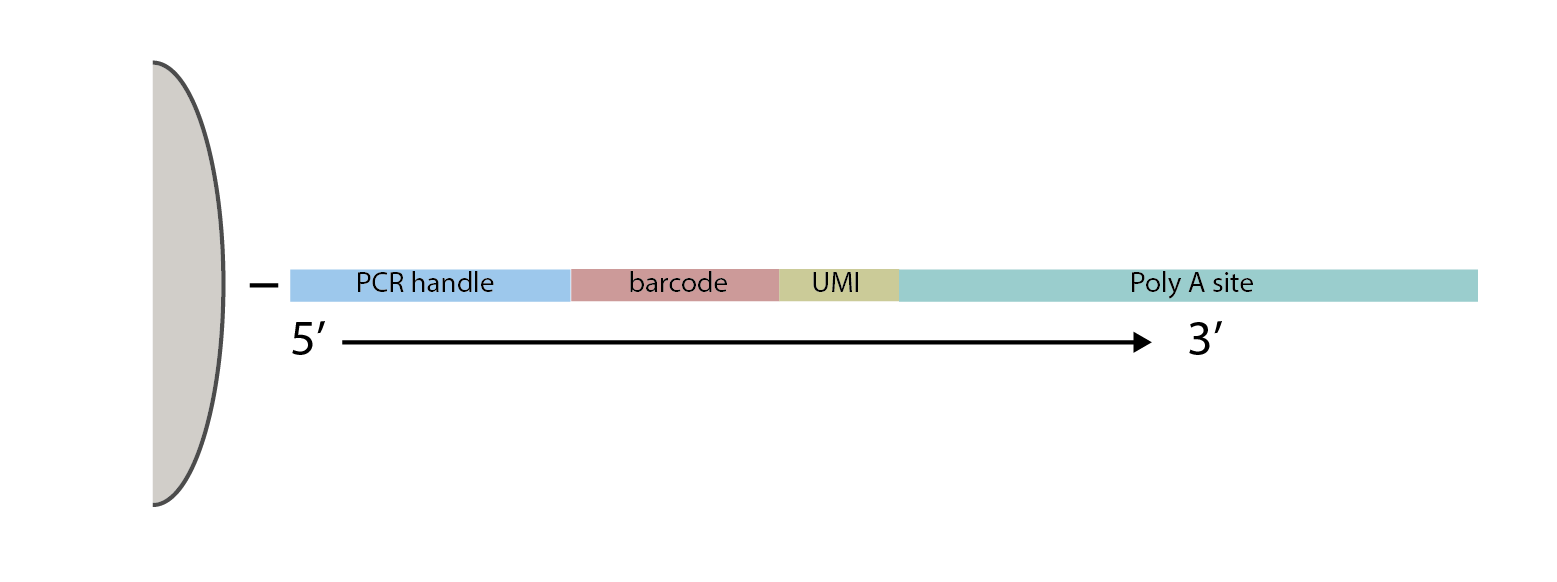 PCR handle barcode UMI Poly A site
5′ 3′